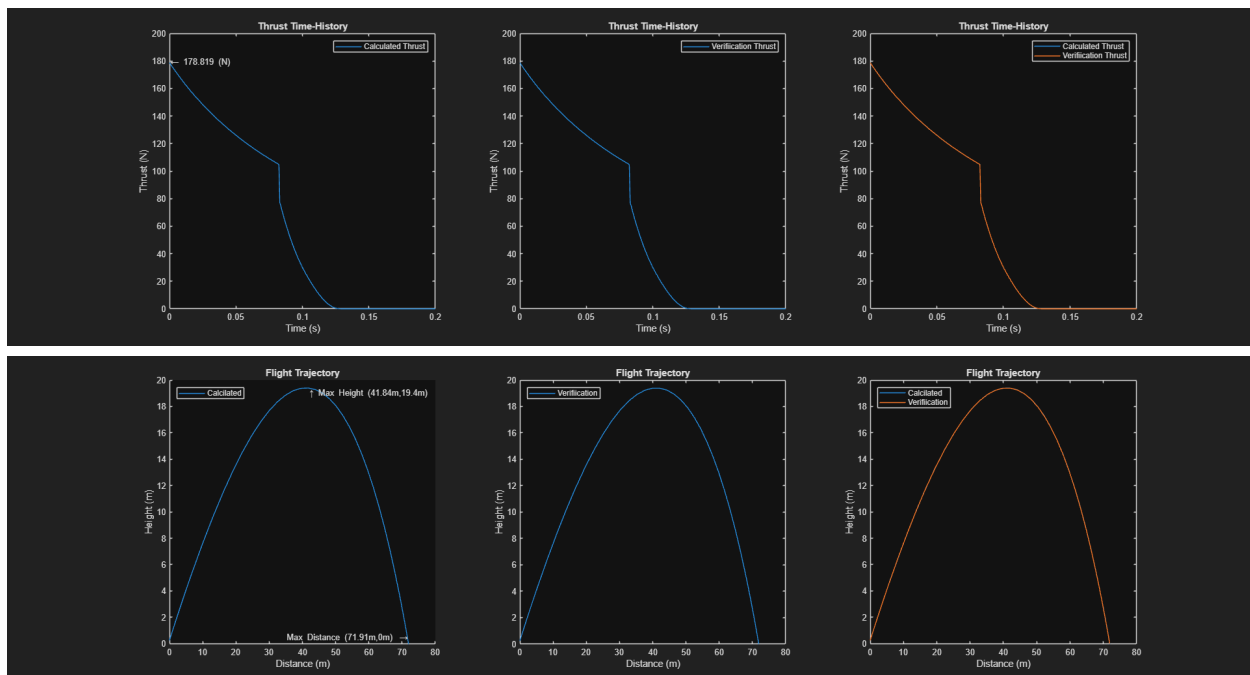 Thrust Time-History
200
180
160
140
120
100
80
60
40
20
0
Thrust (N)
Calculated Thrust
← 178.819 (N)
0 0.05 0.1 0.15 0.2
Time (s)
Thrust Time-History
200
180
160
140
120
100
80
60
40
20
0
Thrust (N)
Verifiication Thrust
0 0.05 0.1 0.15 0.2
Time (s)
Thrust Time-History
200
180
160
140
120
100
80
60
40
20
0
Thrust (N)
Calculated Thrust
Verifiication Thrust
0 0.05 0.1 0.15 0.2
Time (s)
Flight Trajectory
20
18
16
14
12
10
8
6
4
2
0
Height (m)
Calcilated
↑ Max Height (41.84m,19.4m)
Max Distance (71.91m,0m) →
0 10 20 30 40 50 60 70 80
Distance (m)
Flight Trajectory
20
18
16
14
12
10
8
6
4
2
0
Height (m)
Verifiication
0 10 20 30 40 50 60 70 80
Distance (m)
Flight Trajectory
20
18
16
14
12
10
8
6
4
2
0
Height (m)
Calcilated
Verifiication
0 10 20 30 40 50 60 70 80
Distance (m)